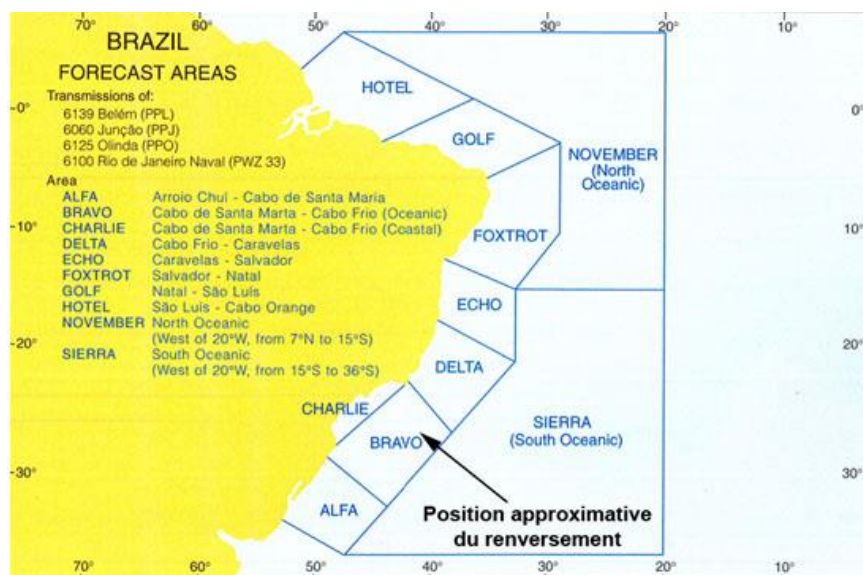 70° 60° 50° 40° 30° 20° 10°
BRAZIL
FORECAST AREAS
Transmissions of:
6139 Belém (PPL)
6060 Junção (PPJ)
6125 Olinda (PPO)
6100 Rio de Janeiro Naval (PWZ 33)
Area
ALFA Arroio Chuí - Cabo de Santa Maria
BRAVO Cabo de Santa Marta - Cabo Frio (Oceanic)
CHARLIE Cabo de Santa Marta - Cabo Frio (Coastal)
DELTA Cabo Frio - Caravelas
ECHO Caravelas - Salvador
FOXTROT Salvador - Natal
GOLF Natal - São Luís
HOTEL São Luís - Cabo Orange
NOVEMBER North Oceanic
(West of 20°W, from 7°N to 15°S)
SIERRA South Oceanic
(West of 20°W, from 15°S to 36°S)
HOTEL
GOLF
NOVEMBER
(North
Oceanic)
FOXTROT
ECHO
DELTA
CHARLIE
BRAVO
SIERRA
(South Oceanic)
ALFA
Position approximative
du renversement
0° 0°
10° 10°
20° 20°
30° 30°
70° 60° 50° 40° 30° 20° 10°